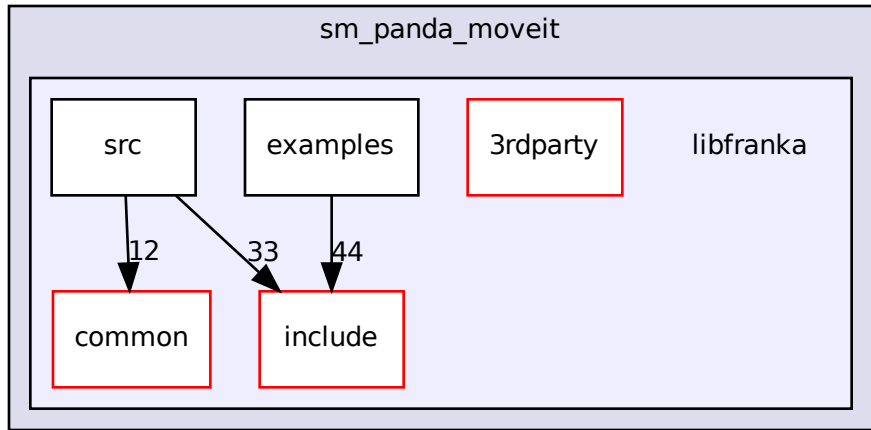 sm_panda_moveit
src
examples
3rdparty
libfranka
12
33
44
common
include